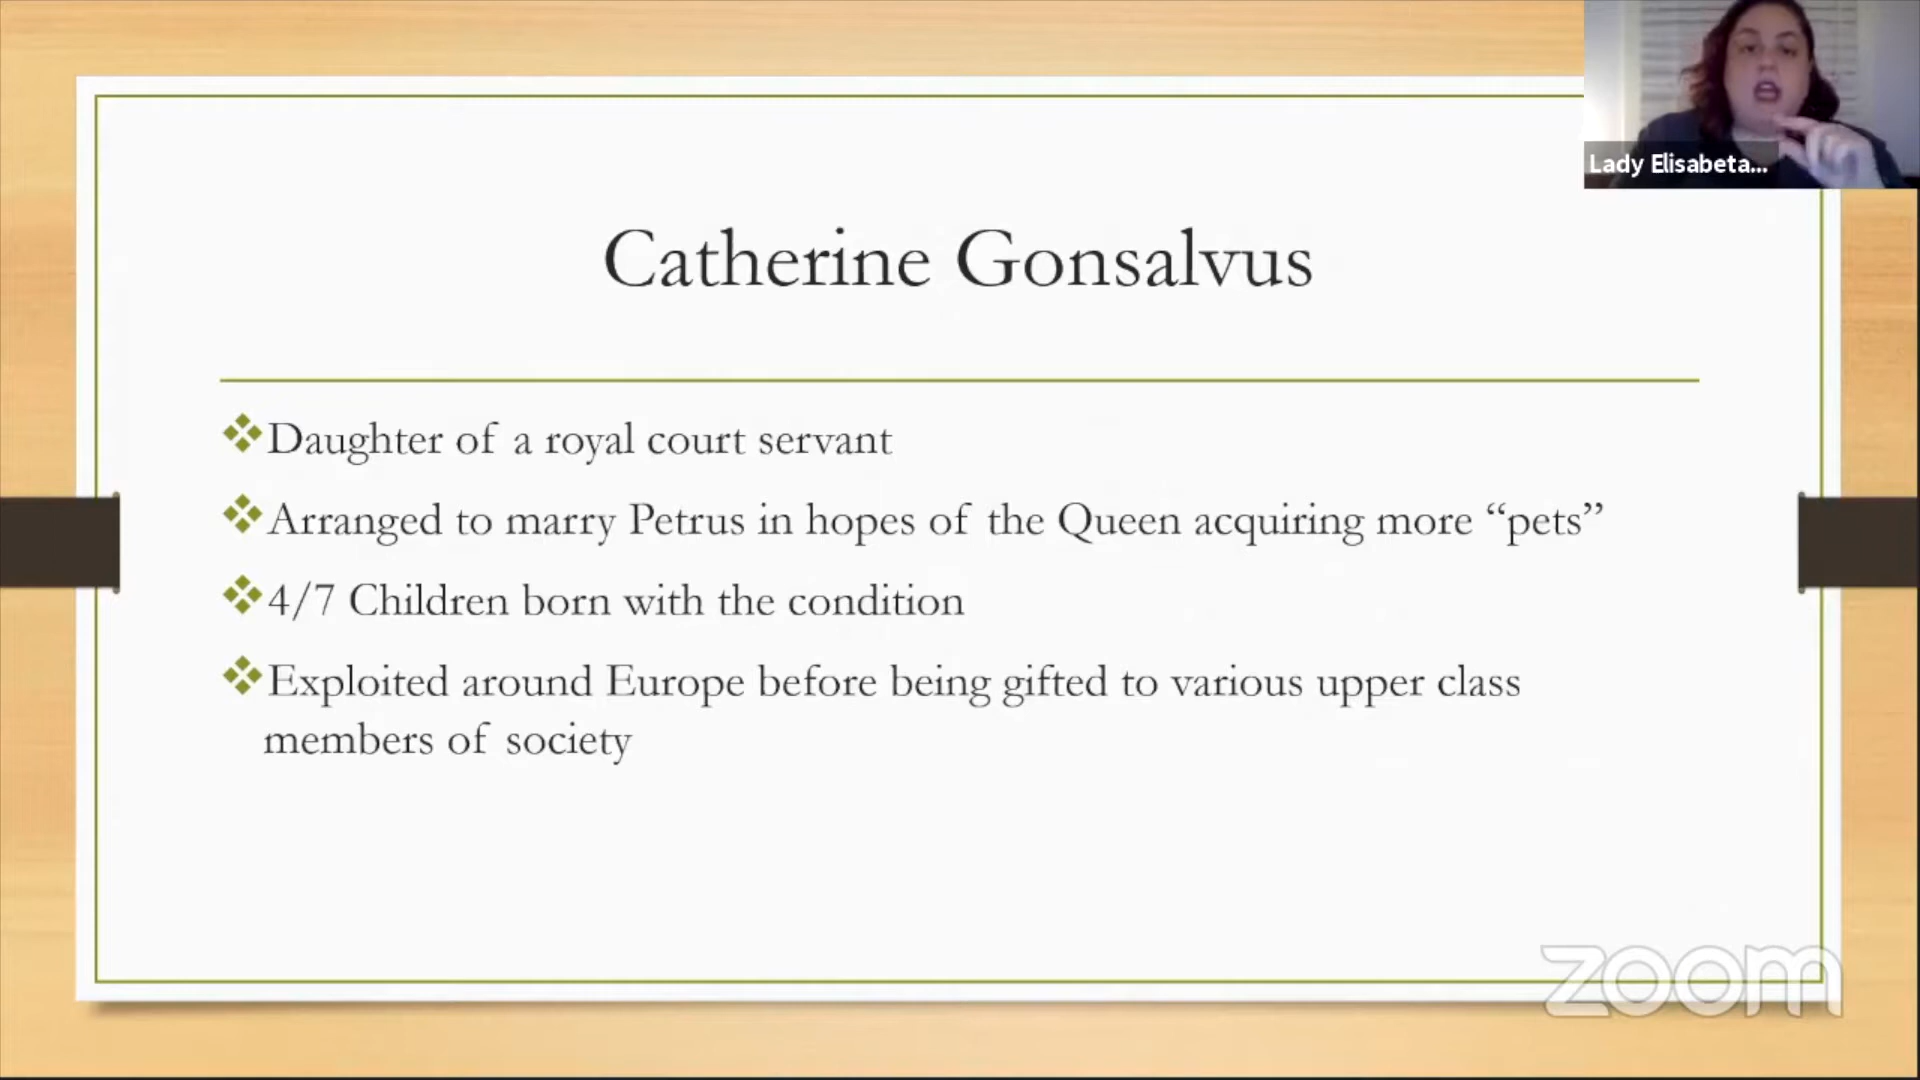 Lady Elisabeta...
Catherine Gonsalvus
Daughter of a royal court servant
Arranged to marry Petrus in hopes of the Queen acquiring more “pets”
4/7 Children born with the condition
Exploited around Europe before being gifted to various upper class
members of society
zoom